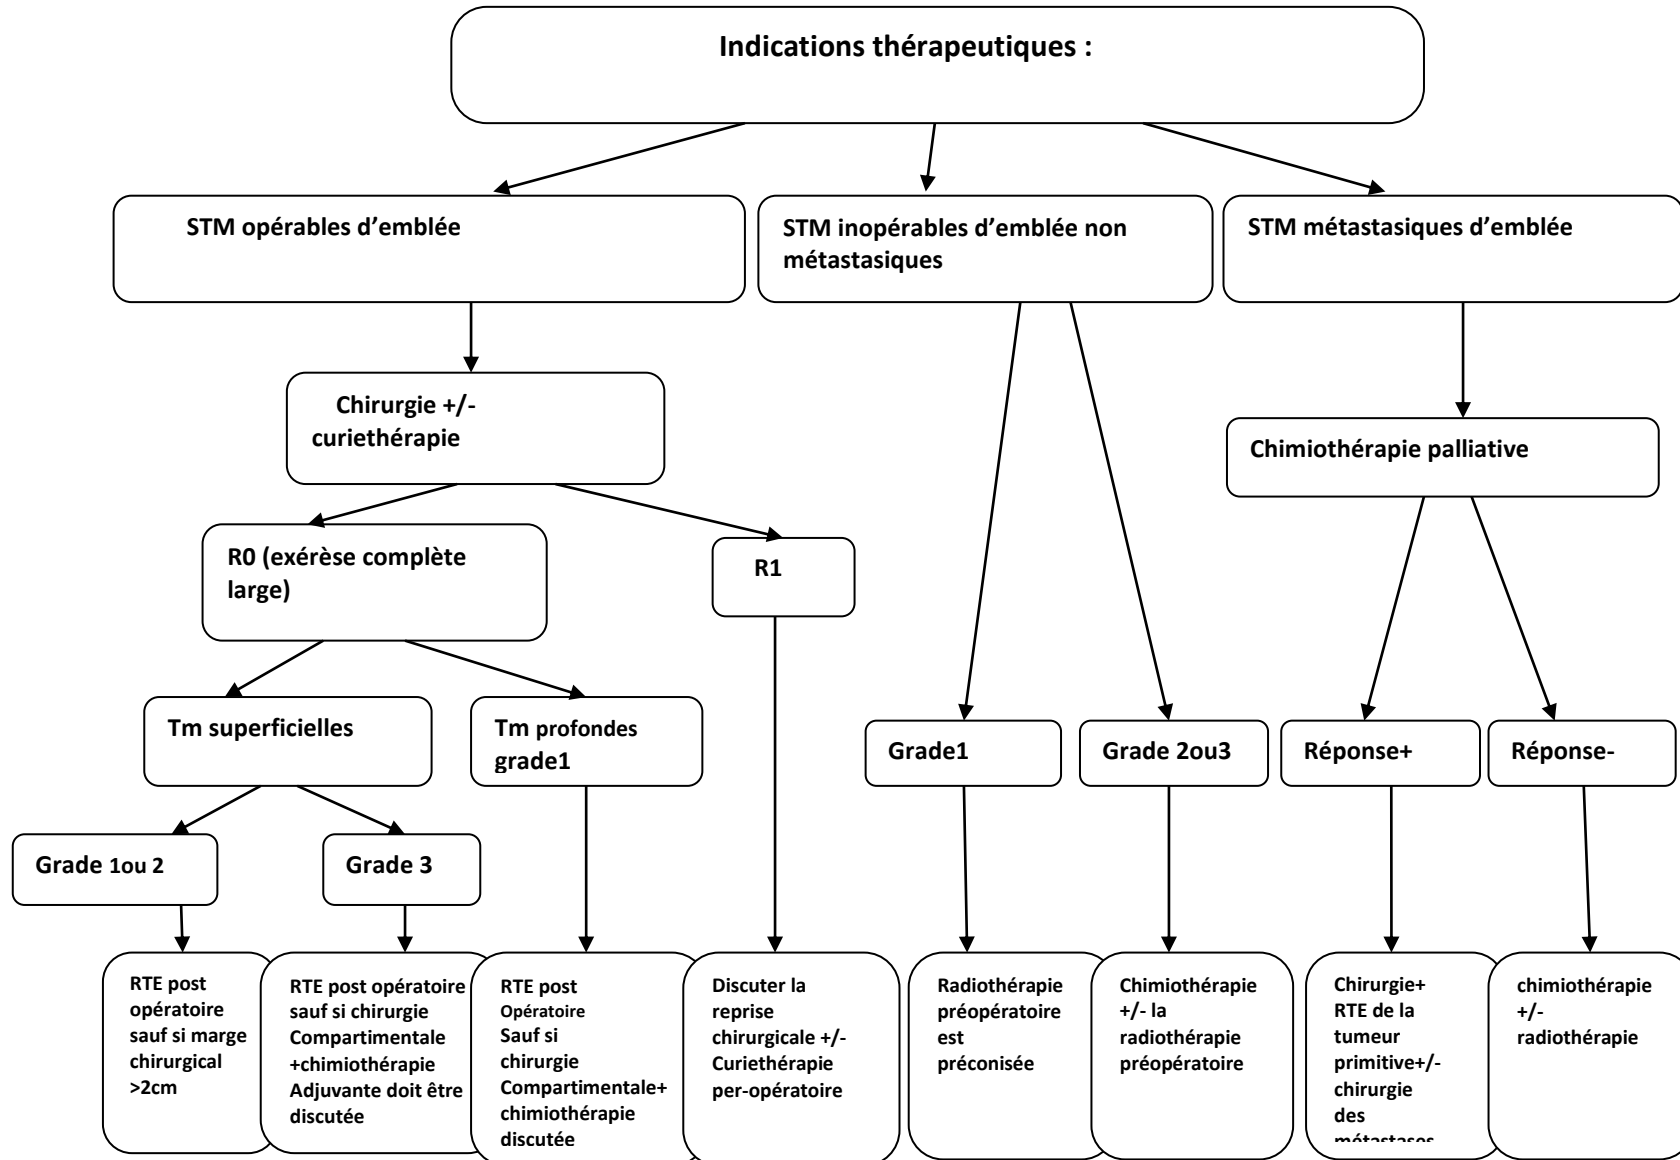 Indications thérapeutiques :
STM opérables d’emblée
STM inopérables d’emblée non
métastasiques
STM métastasiques d’emblée
Chirurgie +/-
curiethérapie
Chimiothérapie palliative
R0 (exérèse complète
large)
R1
Tm superficielles
Tm profondes
grade1
Grade1
Grade 2ou3
Réponse+
Réponse-
Grade 1ou 2
Grade 3
RTE post
opératoire
sauf si marge
chirurgical
>2cm
RTE post opératoire
sauf si chirurgie
Compartimentale
+chimiothérapie
Adjuvante doit être
discutée
RTE post
Opératoire
Sauf si
chirurgie
Compartimentale+
chimiothérapie
discutée
Discuter la
reprise
chirurgicale +/-
Curiethérapie
per-opératoire
Radiothérapie
préopératoire
est
préconisée
Chimiothérapie
+/- la
radiothérapie
préopératoire
Chirurgie+
RTE de la
tumeur
primitive+/-
chirurgie
des
métastases
chimiothérapie
+/-
radiothérapie